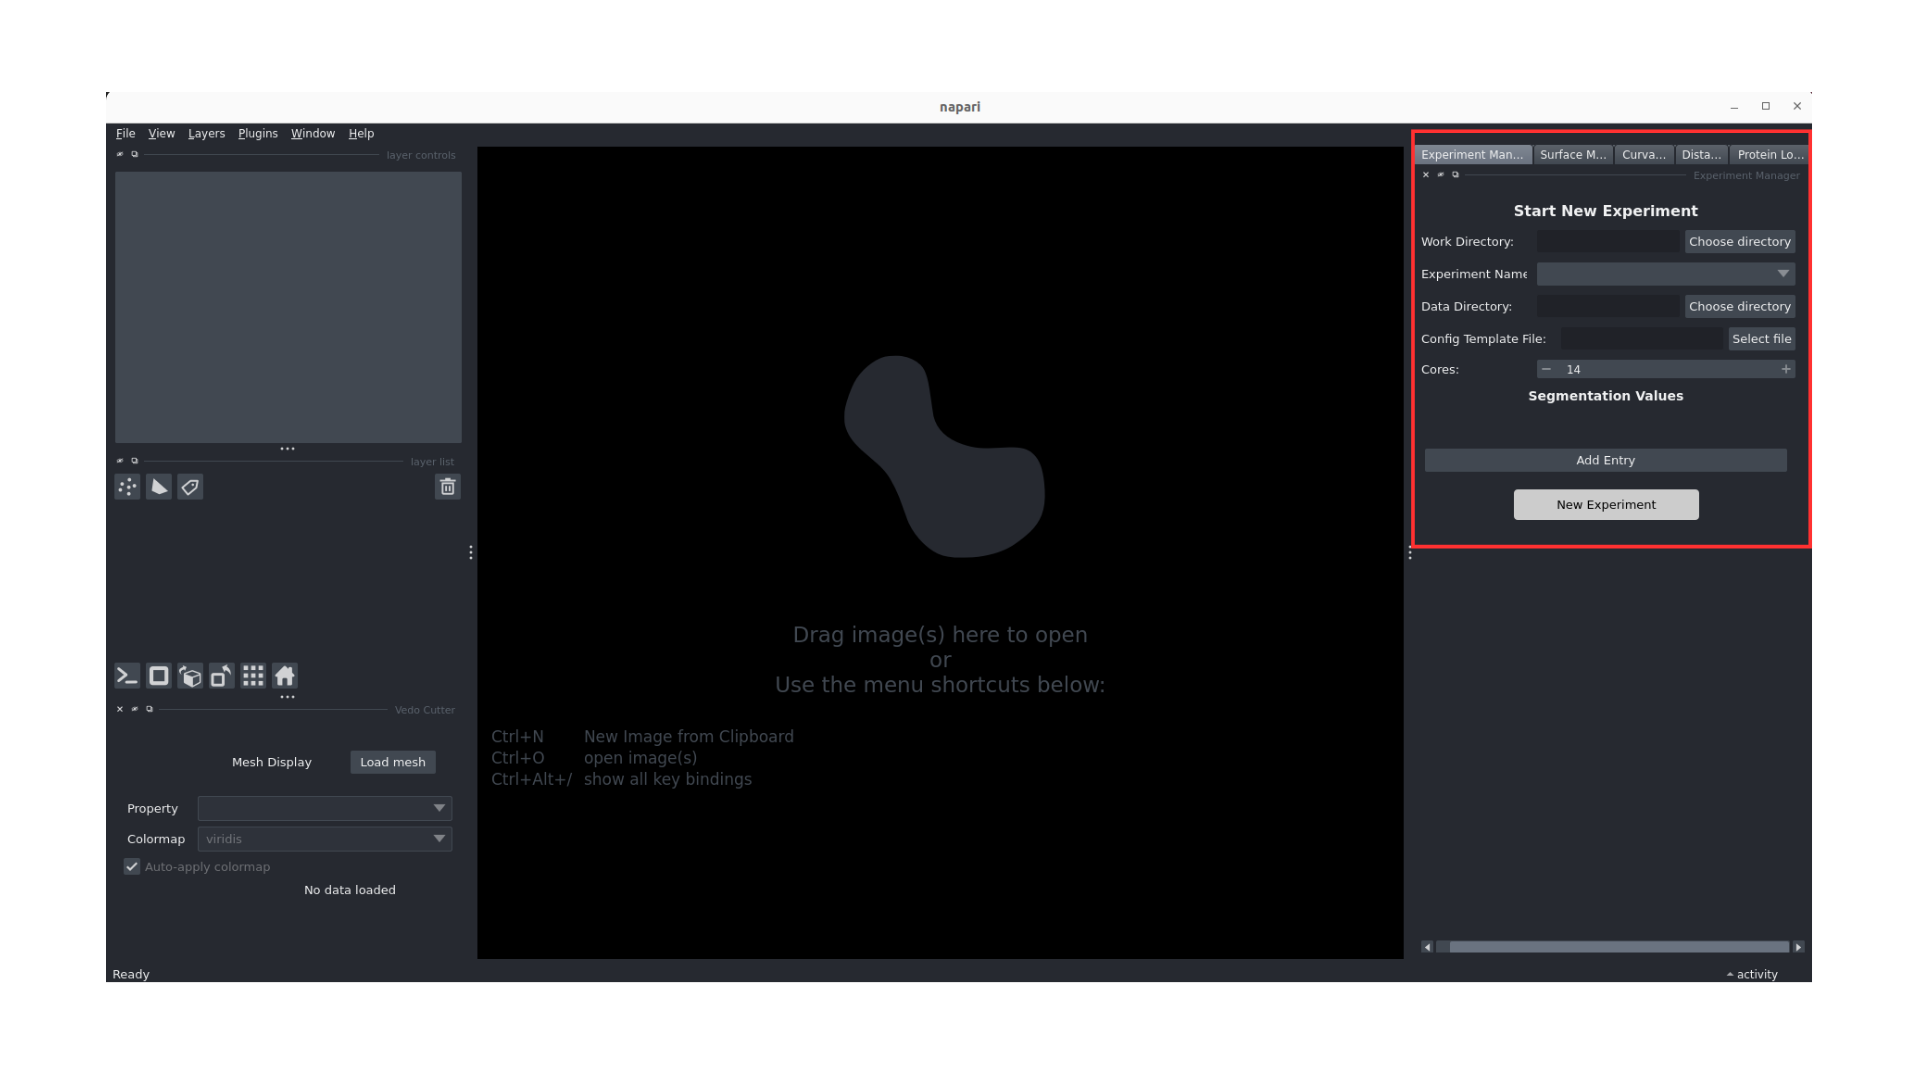 napari
File View Layers Plugins Window Help
layer controls
layer list
Vedo Cutter
Mesh Display Load mesh
Property
Colormap viridis
Auto-apply colormap
No data loaded
Ready
Drag image(s) here to open
or
Use the menu shortcuts below:
Ctrl+N New Image from Clipboard
Ctrl+O open image(s)
Ctrl+Alt+/ show all key bindings
Experiment Man... Surface M... Curva... Dista... Protein Lo...
Experiment Manager
Start New Experiment
Work Directory: Choose directory
Experiment Name
Data Directory: Choose directory
Config Template File: Select file
Cores: 14
Segmentation Values
Add Entry
New Experiment
activity